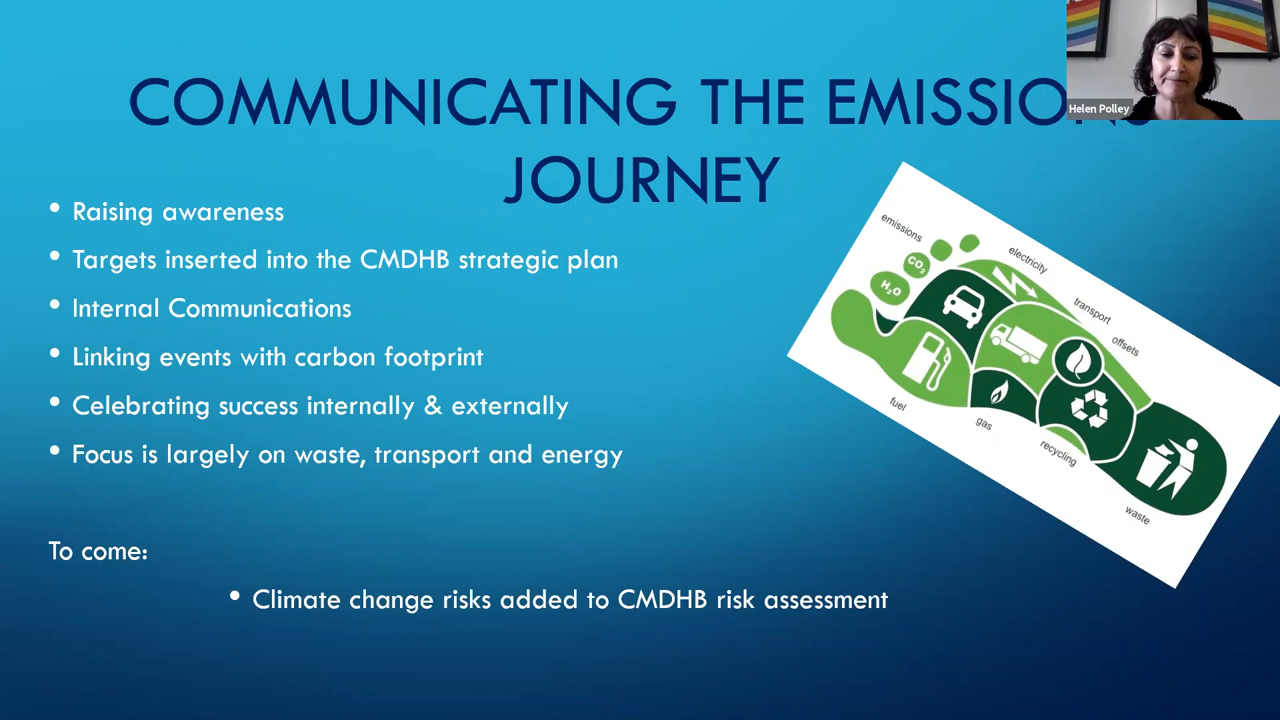 COMMUNICATING THE EMISSIONS
JOURNEY
Helen Polley
• Raising awareness
• Targets inserted into the CMDHB strategic plan
• Internal Communications
• Linking events with carbon footprint
• Celebrating success internally & externally
• Focus is largely on waste, transport and energy
To come:
• Climate change risks added to CMDHB risk assessment
emissions
electricity
transport
offsets
CO₂
H₂O
fuel
gas
recycling
waste